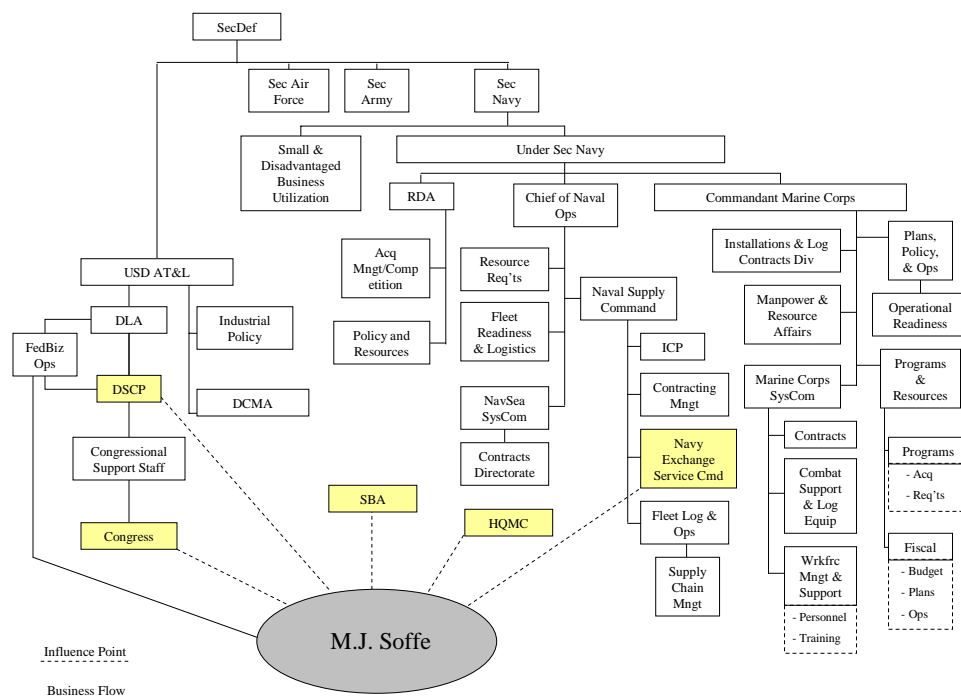 SecDef
Sec Air
Force
Sec
Army
Sec
Navy
Small &
Disadvantaged
Business
Utilization
Under Sec Navy
RDA
Chief of Naval
Ops
Commandant Marine Corps
Acq
Mngt/Comp
etition
Policy and
Resources
Resource
Req'ts
Fleet
Readiness
& Logistics
NavSea
SysCom
Contracts
Directorate
Naval Supply
Command
ICP
Contracting
Mngt
Navy
Exchange
Service Cmd
Fleet Log &
Ops
Supply
Chain
Mngt
Installations & Log
Contracts Div
Manpower &
Resource
Affairs
Marine Corps
SysCom
Contracts
Combat
Support
& Log
Equip
Wrkfrc
Mngt &
Support
- Personnel
- Training
Plans,
Policy,
& Ops
Operational
Readiness
Programs
&
Resources
Programs
- Acq
- Req'ts
Fiscal
- Budget
- Plans
- Ops
USD AT&L
DLA
FedBiz
Ops
Industrial
Policy
DSCP
DCMA
Congressional
Support Staff
Congress
SBA
HQMC
M.J. Soffe
Influence Point
Business Flow